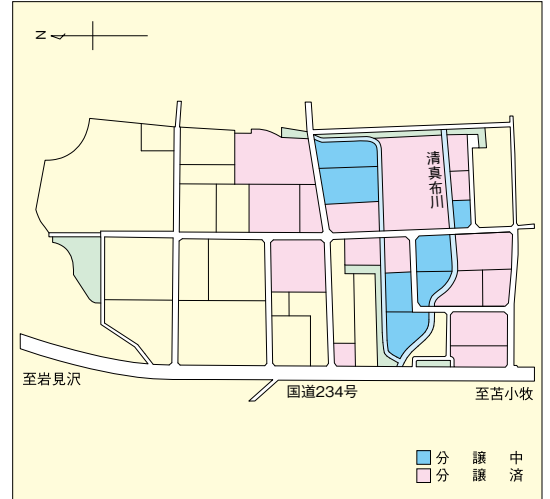 N
清真布川
至岩見沢
国道234号
至苫小牧
分譲中
分譲済